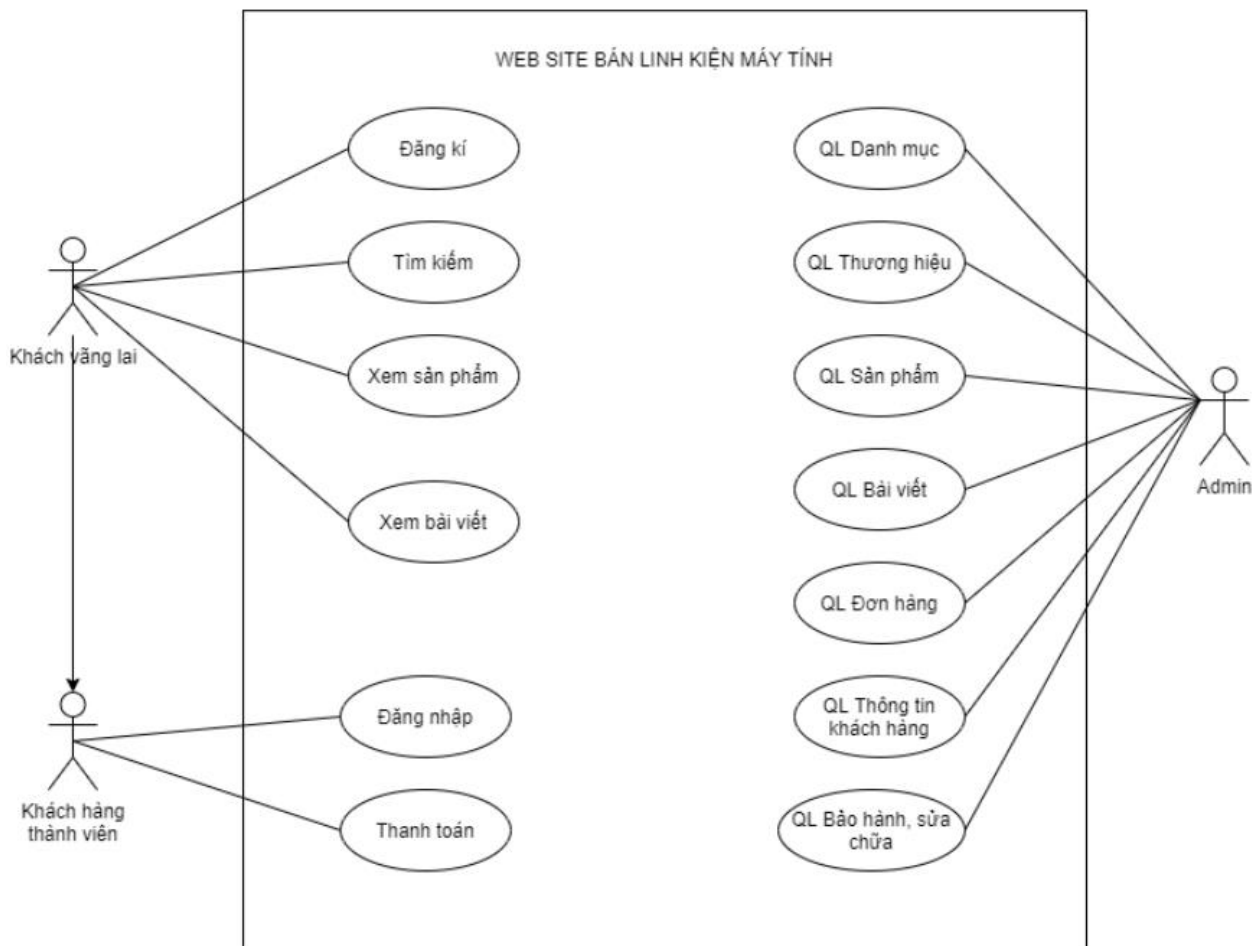 WEB SITE BÁN LINH KIỆN MÁY TÍNH
Đăng kí
QL Danh mục
Tìm kiếm
QL Thương hiệu
Khách vãng lai
Xem sản phẩm
QL Sản phẩm
QL Bài viết
Admin
Xem bài viết
QL Đơn hàng
Đăng nhập
QL Thông tin
khách hàng
Khách hàng
thành viên
Thanh toán
QL Bảo hành, sửa
chữa